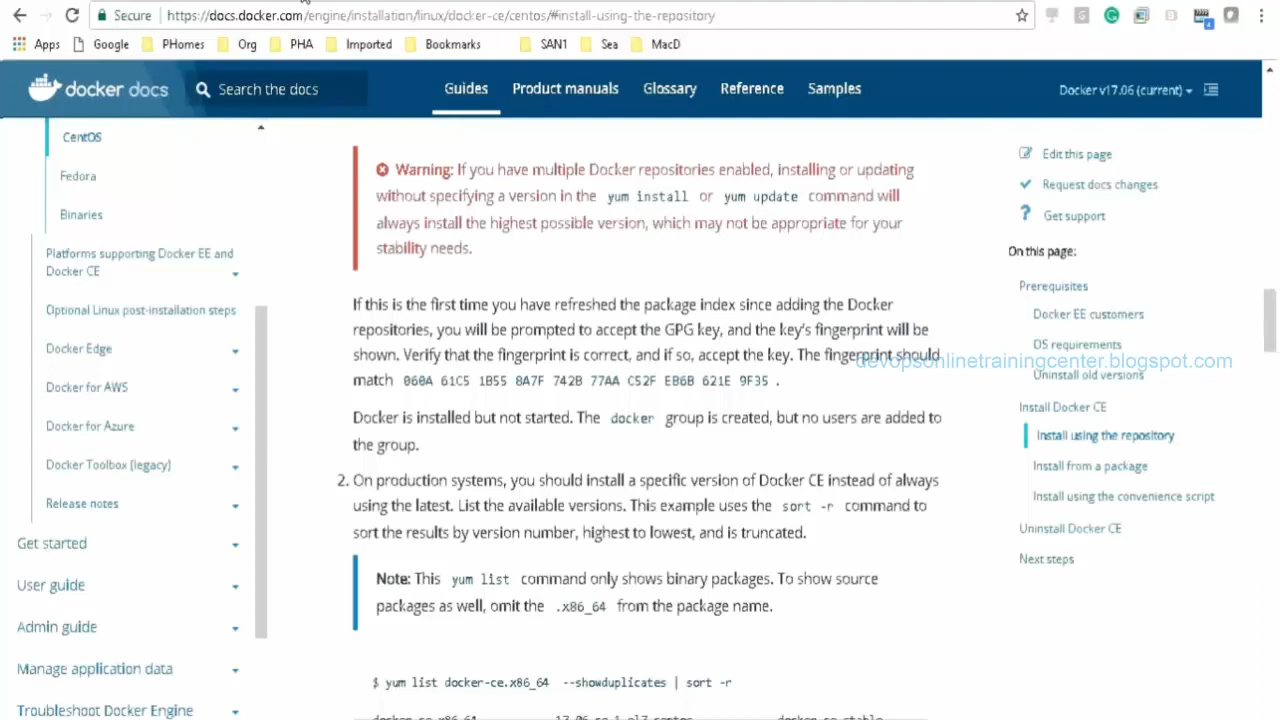 Secure
https://docs.docker.com/engine/installation/linux/docker-ce/centos/#install-using-the-repository
4
Apps Google PHomes Org PHA Imported Bookmarks SAN1 Sea MacD
docker docs
Search the docs
Guides Product manuals Glossary Reference Samples
Docker v17.06 (current)
CentOS
Fedora
Binaries
Platforms supporting Docker EE and
Docker CE
Optional Linux post-installation steps
Docker Edge
Docker for AWS
Docker for Azure
Docker Toolbox (legacy)
Release notes
Get started
User guide
Admin guide
Manage application data
Troubleshoot Docker Engine
Warning: If you have multiple Docker repositories enabled, installing or updating
without specifying a version in the yum install or yum update command will
always install the highest possible version, which may not be appropriate for your
stability needs.
If this is the first time you have refreshed the package index since adding the Docker
repositories, you will be prompted to accept the GPG key, and the key's fingerprint will be
shown. Verify that the fingerprint is correct, and if so, accept the key. The fingerprint should
match 060A 61C5 1B55 8A7F 742B 77AA C52F EB6B 621E 9F35 .
Docker is installed but not started. The docker group is created, but no users are added to
the group.
2. On production systems, you should install a specific version of Docker CE instead of always
using the latest. List the available versions. This example uses the sort -r command to
sort the results by version number, highest to lowest, and is truncated.
Note: This yum list command only shows binary packages. To show source
packages as well, omit the .x86_64 from the package name.
$ yum list docker-ce.x86_64 --showduplicates | sort -r
docker-ce.x86_64 17.06.ce-1.el7.centos docker-ce-stable
Edit this page
Request docs changes
Get support
On this page:
Prerequisites
Docker EE customers
OS requirements
devopsonlinetrainingcenter.blogspot.com
Uninstall old versions
Install Docker CE
Install using the repository
Install from a package
Install using the convenience script
Uninstall Docker CE
Next steps